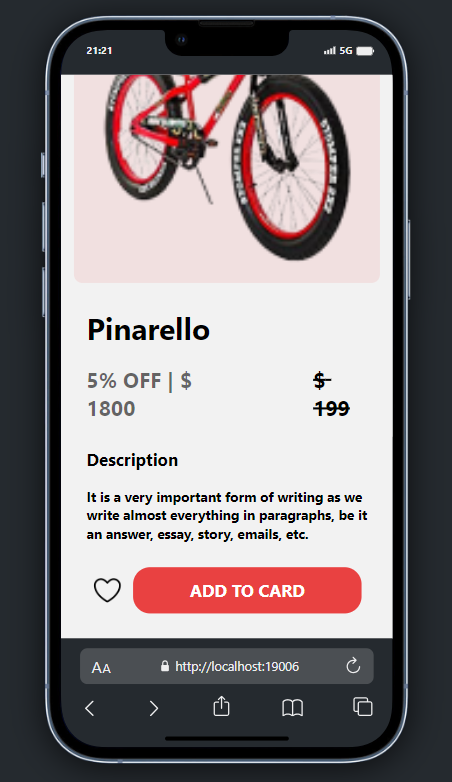 21:21
5G
Pinarello
5% OFF | $ $
1800 199
Description
It is a very important form of writing as we
write almost everything in paragraphs, be it
an answer, essay, story, emails, etc.
ADD TO CARD
AA http://localhost:19006